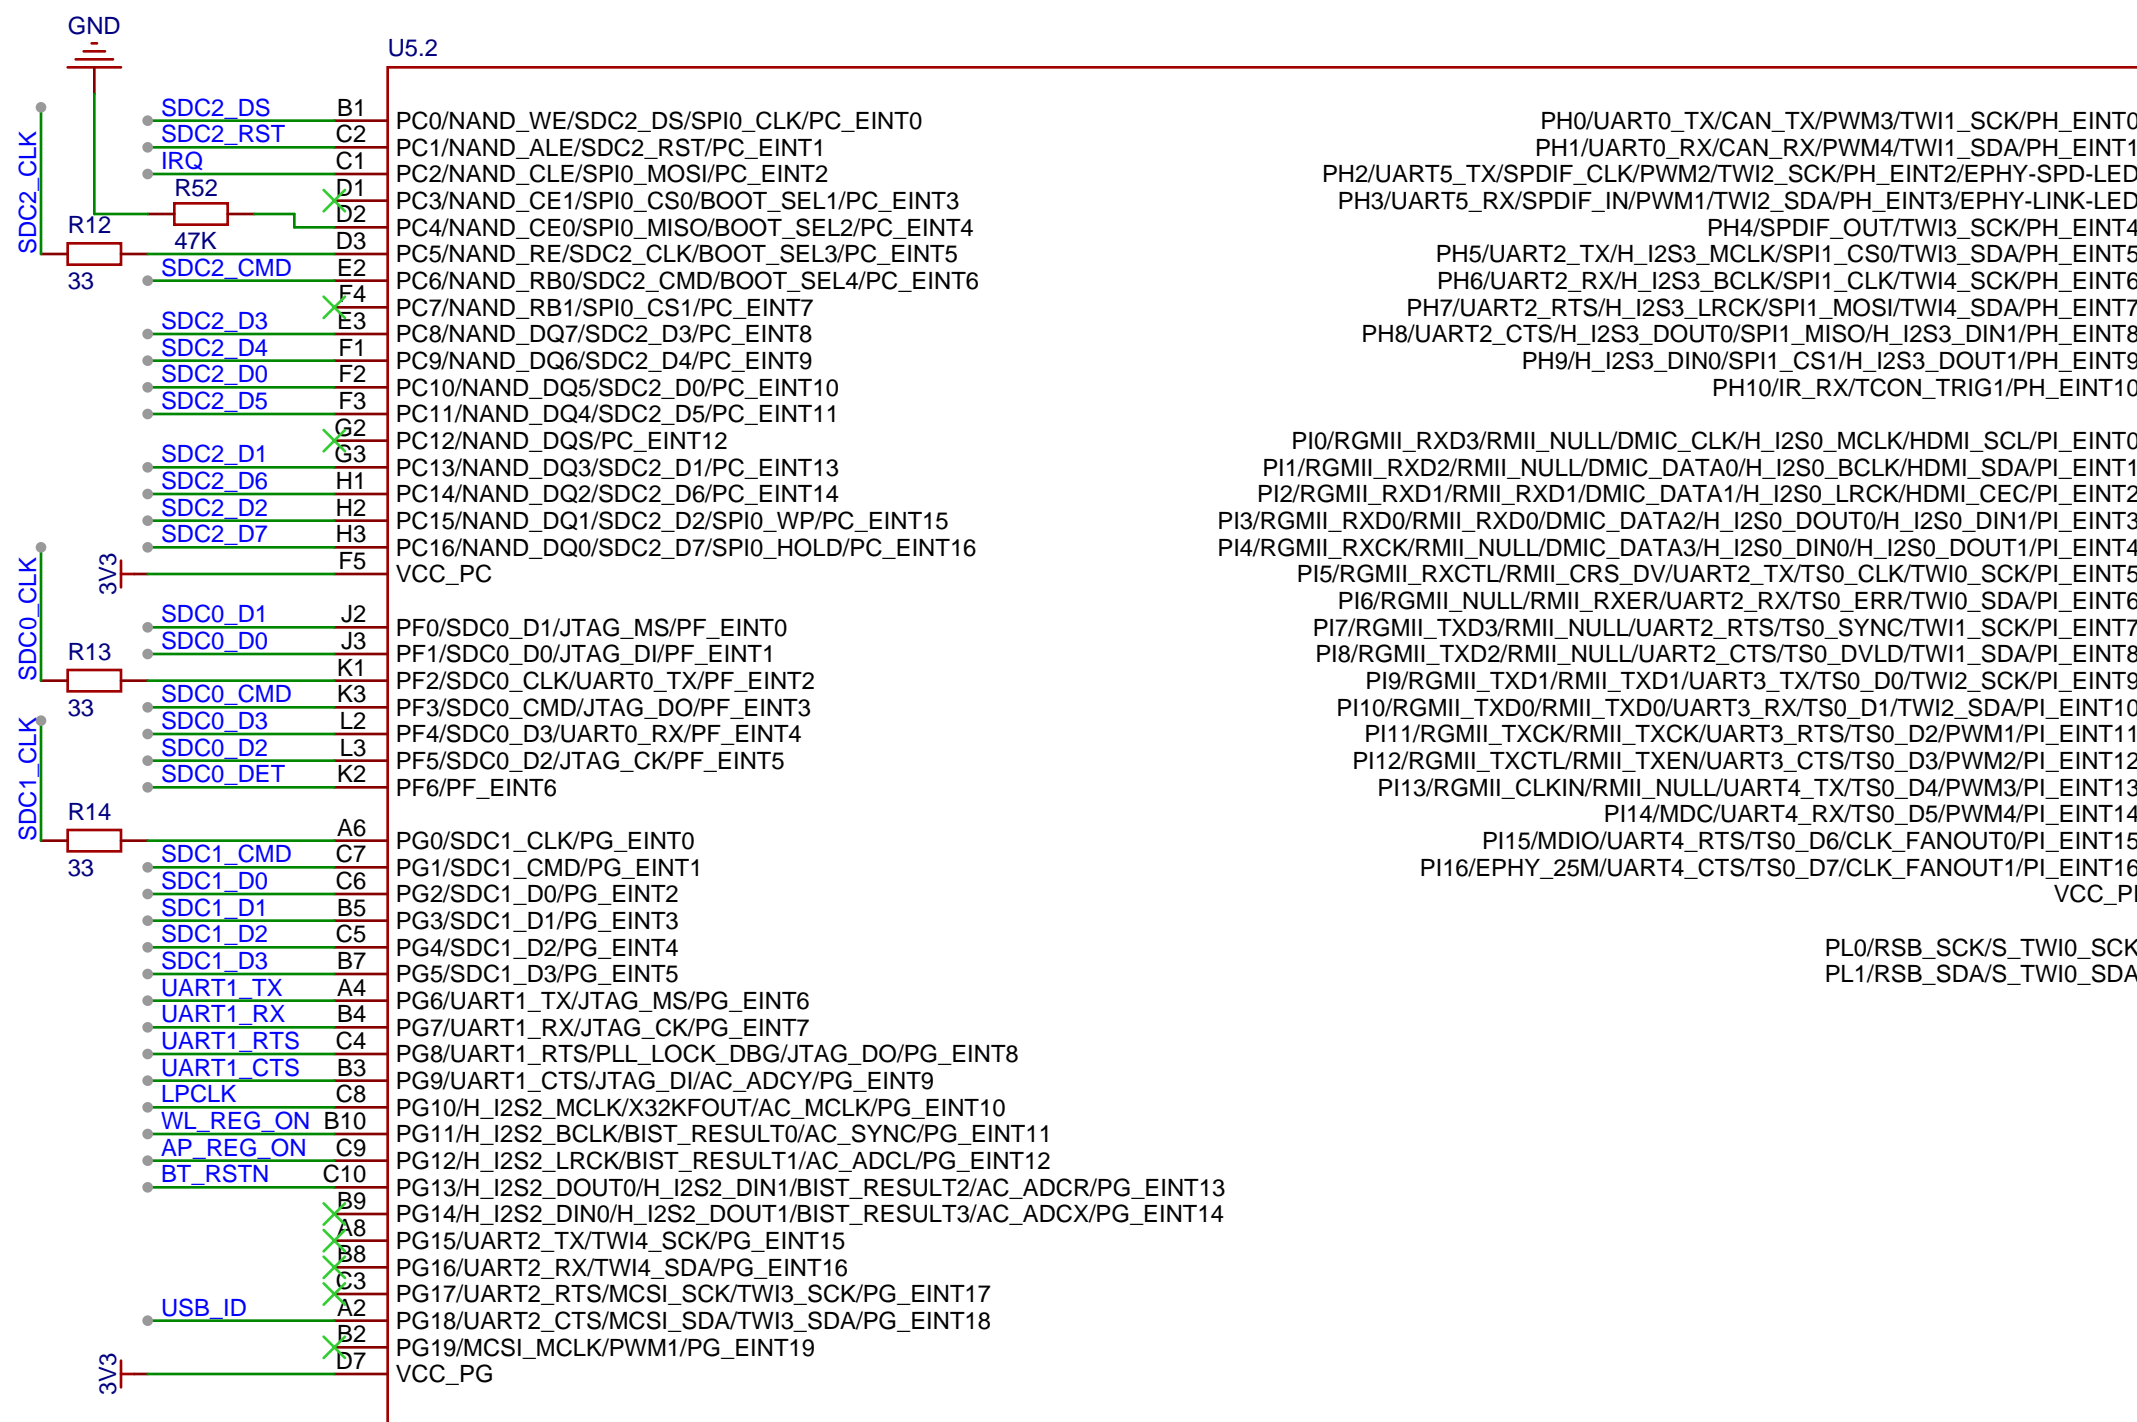 GND
U5.2
SDC2_CLK
R12
33
R52
47K
SDC2_DS B1 PC0/NAND_WE/SDC2_DS/SPI0_CLK/PC_EINT0
SDC2_RST C2 PC1/NAND_ALE/SDC2_RST/PC_EINT1
IRQ C1 PC2/NAND_CLE/SPI0_MOSI/PC_EINT2
D1 PC3/NAND_CE1/SPI0_CS0/BOOT_SEL1/PC_EINT3
D2 PC4/NAND_CE0/SPI0_MISO/BOOT_SEL2/PC_EINT4
D3 PC5/NAND_RE/SDC2_CLK/BOOT_SEL3/PC_EINT5
SDC2_CMD E2 PC6/NAND_RB0/SDC2_CMD/BOOT_SEL4/PC_EINT6
F4 PC7/NAND_RB1/SPI0_CS1/PC_EINT7
SDC2_D3 E3 PC8/NAND_DQ7/SDC2_D3/PC_EINT8
SDC2_D4 F1 PC9/NAND_DQ6/SDC2_D4/PC_EINT9
SDC2_D0 F2 PC10/NAND_DQ5/SDC2_D0/PC_EINT10
SDC2_D5 F3 PC11/NAND_DQ4/SDC2_D5/PC_EINT11
G2 PC12/NAND_DQS/PC_EINT12
SDC2_D1 G3 PC13/NAND_DQ3/SDC2_D1/PC_EINT13
SDC2_D6 H1 PC14/NAND_DQ2/SDC2_D6/PC_EINT14
SDC2_D2 H2 PC15/NAND_DQ1/SDC2_D2/SPI0_WP/PC_EINT15
SDC2_D7 H3 PC16/NAND_DQ0/SDC2_D7/SPI0_HOLD/PC_EINT16
3V3 F5 VCC_PC
SDC0_CLK
R13
33
SDC0_D1 J2 PF0/SDC0_D1/JTAG_MS/PF_EINT0
SDC0_D0 J3 PF1/SDC0_D0/JTAG_DI/PF_EINT1
K1 PF2/SDC0_CLK/UART0_TX/PF_EINT2
SDC0_CMD K3 PF3/SDC0_CMD/JTAG_DO/PF_EINT3
SDC0_D3 L2 PF4/SDC0_D3/UART0_RX/PF_EINT4
SDC0_D2 L3 PF5/SDC0_D2/JTAG_CK/PF_EINT5
SDC0_DET K2 PF6/PF_EINT6
SDC1_CLK
R14
33
A6 PG0/SDC1_CLK/PG_EINT0
SDC1_CMD C7 PG1/SDC1_CMD/PG_EINT1
SDC1_D0 C6 PG2/SDC1_D0/PG_EINT2
SDC1_D1 B5 PG3/SDC1_D1/PG_EINT3
SDC1_D2 C5 PG4/SDC1_D2/PG_EINT4
SDC1_D3 B7 PG5/SDC1_D3/PG_EINT5
UART1_TX A4 PG6/UART1_TX/JTAG_MS/PG_EINT6
UART1_RX B4 PG7/UART1_RX/JTAG_CK/PG_EINT7
UART1_RTS C4 PG8/UART1_RTS/PLL_LOCK_DBG/JTAG_DO/PG_EINT8
UART1_CTS B3 PG9/UART1_CTS/JTAG_DI/AC_ADCY/PG_EINT9
LPCLK C8 PG10/H_I2S2_MCLK/X32KFOUT/AC_MCLK/PG_EINT10
WL_REG_ON B10 PG11/H_I2S2_BCLK/BIST_RESULT0/AC_SYNC/PG_EINT11
AP_REG_ON C9 PG12/H_I2S2_LRCK/BIST_RESULT1/AC_ADCL/PG_EINT12
BT_RSTN C10 PG13/H_I2S2_DOUT0/H_I2S2_DIN1/BIST_RESULT2/AC_ADCR/PG_EINT13
B9 PG14/H_I2S2_DIN0/H_I2S2_DOUT1/BIST_RESULT3/AC_ADCX/PG_EINT14
A8 PG15/UART2_TX/TWI4_SCK/PG_EINT15
B8 PG16/UART2_RX/TWI4_SDA/PG_EINT16
C3 PG17/UART2_RTS/MCSI_SCK/TWI3_SCK/PG_EINT17
USB_ID A2 PG18/UART2_CTS/MCSI_SDA/TWI3_SDA/PG_EINT18
B2 PG19/MCSI_MCLK/PWM1/PG_EINT19
3V3 D7 VCC_PG
PH0/UART0_TX/CAN_TX/PWM3/TWI1_SCK/PH_EINT0
PH1/UART0_RX/CAN_RX/PWM4/TWI1_SDA/PH_EINT1
PH2/UART5_TX/SPDIF_CLK/PWM2/TWI2_SCK/PH_EINT2/EPHY-SPD-LED
PH3/UART5_RX/SPDIF_IN/PWM1/TWI2_SDA/PH_EINT3/EPHY-LINK-LED
PH4/SPDIF_OUT/TWI3_SCK/PH_EINT4
PH5/UART2_TX/H_I2S3_MCLK/SPI1_CS0/TWI3_SDA/PH_EINT5
PH6/UART2_RX/H_I2S3_BCLK/SPI1_CLK/TWI4_SCK/PH_EINT6
PH7/UART2_RTS/H_I2S3_LRCK/SPI1_MOSI/TWI4_SDA/PH_EINT7
PH8/UART2_CTS/H_I2S3_DOUT0/SPI1_MISO/H_I2S3_DIN1/PH_EINT8
PH9/H_I2S3_DIN0/SPI1_CS1/H_I2S3_DOUT1/PH_EINT9
PH10/IR_RX/TCON_TRIG1/PH_EINT10
PI0/RGMII_RXD3/RMII_NULL/DMIC_CLK/H_I2S0_MCLK/HDMI_SCL/PI_EINT0
PI1/RGMII_RXD2/RMII_NULL/DMIC_DATA0/H_I2S0_BCLK/HDMI_SDA/PI_EINT1
PI2/RGMII_RXD1/RMII_RXD1/DMIC_DATA1/H_I2S0_LRCK/HDMI_CEC/PI_EINT2
PI3/RGMII_RXD0/RMII_RXD0/DMIC_DATA2/H_I2S0_DOUT0/H_I2S0_DIN1/PI_EINT3
PI4/RGMII_RXCK/RMII_NULL/DMIC_DATA3/H_I2S0_DIN0/H_I2S0_DOUT1/PI_EINT4
PI5/RGMII_RXCTL/RMII_CRS_DV/UART2_TX/TS0_CLK/TWI0_SCK/PI_EINT5
PI6/RGMII_NULL/RMII_RXER/UART2_RX/TS0_ERR/TWI0_SDA/PI_EINT6
PI7/RGMII_TXD3/RMII_NULL/UART2_RTS/TS0_SYNC/TWI1_SCK/PI_EINT7
PI8/RGMII_TXD2/RMII_NULL/UART2_CTS/TS0_DVLD/TWI1_SDA/PI_EINT8
PI9/RGMII_TXD1/RMII_TXD1/UART3_TX/TS0_D0/TWI2_SCK/PI_EINT9
PI10/RGMII_TXD0/RMII_TXD0/UART3_RX/TS0_D1/TWI2_SDA/PI_EINT10
PI11/RGMII_TXCK/RMII_TXCK/UART3_RTS/TS0_D2/PWM1/PI_EINT11
PI12/RGMII_TXCTL/RMII_TXEN/UART3_CTS/TS0_D3/PWM2/PI_EINT12
PI13/RGMII_CLKIN/RMII_NULL/UART4_TX/TS0_D4/PWM3/PI_EINT13
PI14/MDC/UART4_RX/TS0_D5/PWM4/PI_EINT14
PI15/MDIO/UART4_RTS/TS0_D6/CLK_FANOUT0/PI_EINT15
PI16/EPHY_25M/UART4_CTS/TS0_D7/CLK_FANOUT1/PI_EINT16
VCC_PI
PL0/RSB_SCK/S_TWI0_SCK
PL1/RSB_SDA/S_TWI0_SDA